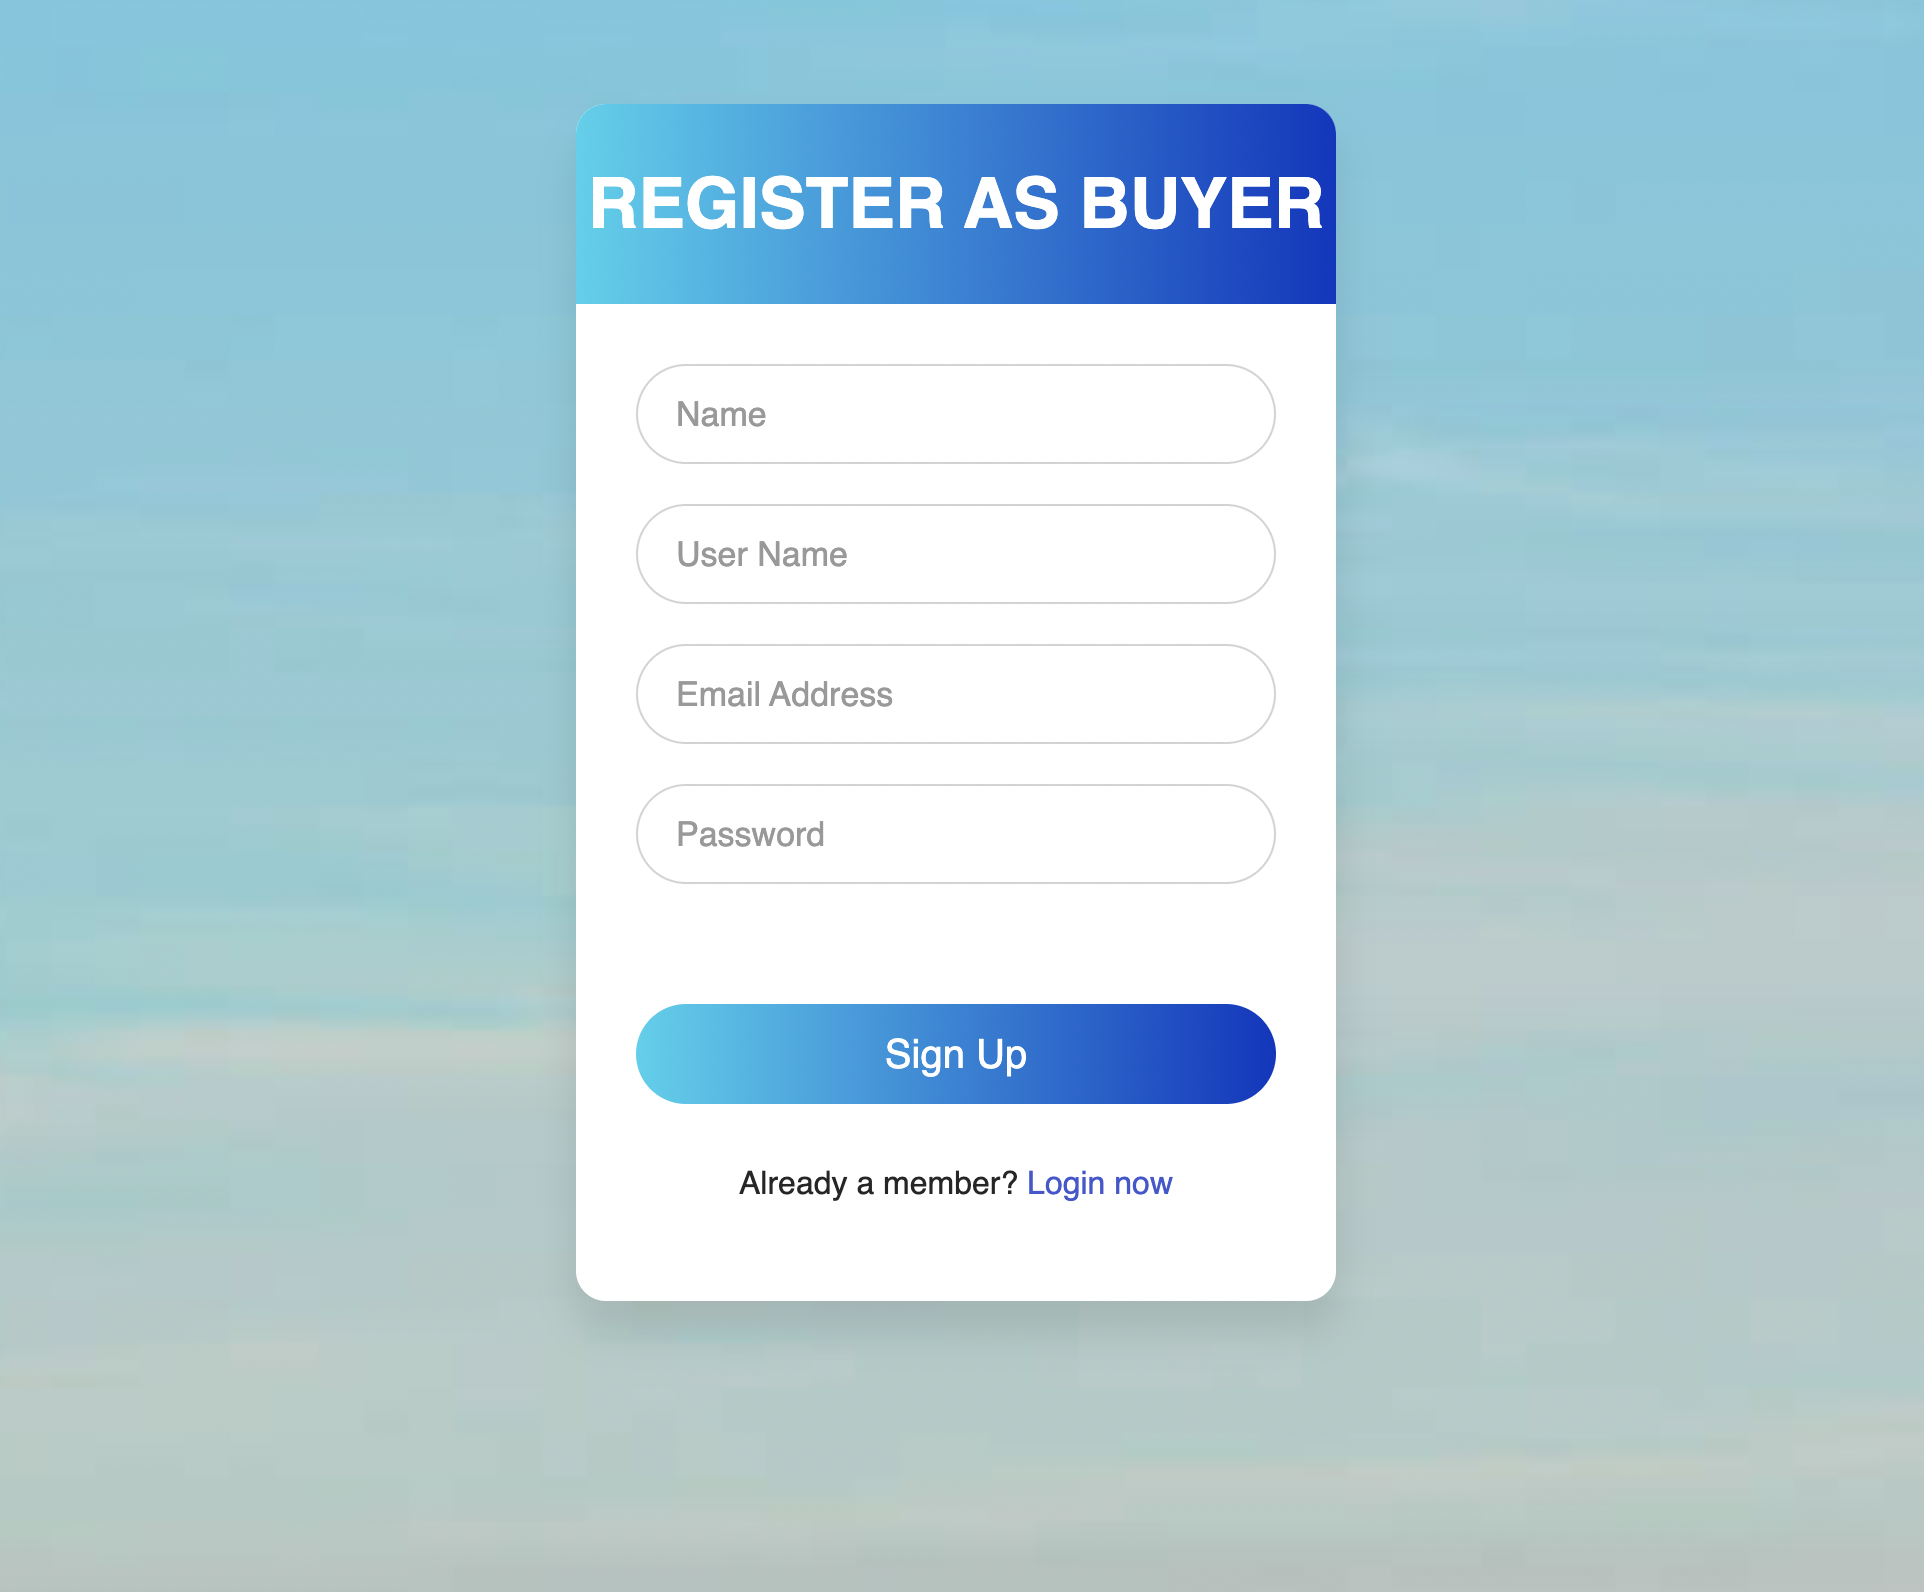 REGISTER AS BUYER
Name
User Name
Email Address
Password
Sign Up
Already a member? Login now